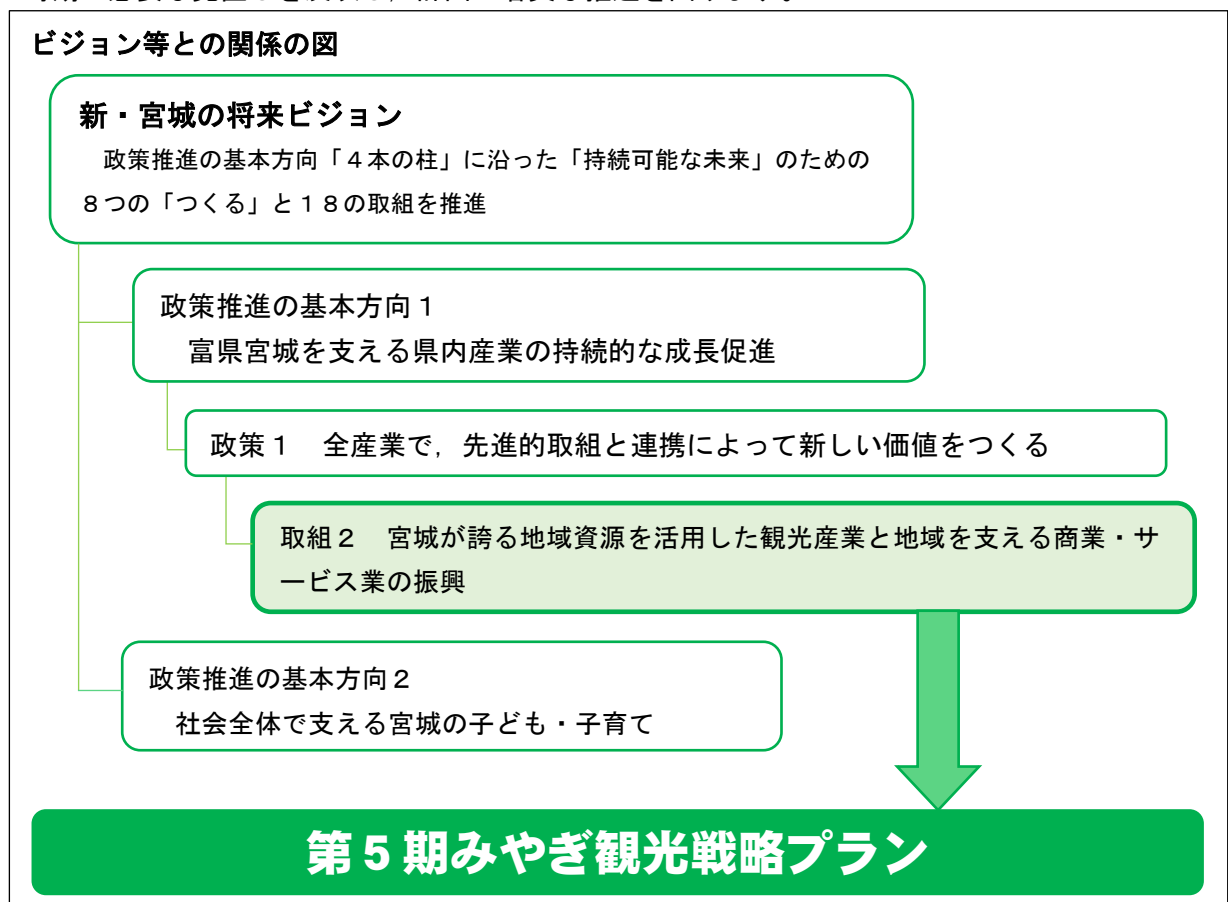 ビジョン等との関係の図
新・宮城の将来ビジョン
政策推進の基本方向「４本の柱」に沿った「持続可能な未来」のための
８つの「つくる」と１８の取組を推進
政策推進の基本方向１
富県宮城を支える県内産業の持続的な成長促進
政策１　全産業で，先進的取組と連携によって新しい価値をつくる
取組２　宮城が誇る地域資源を活用した観光産業と地域を支える商業・サ
ービス業の振興
政策推進の基本方向２
社会全体で支える宮城の子ども・子育て
第５期みやぎ観光戦略プラン